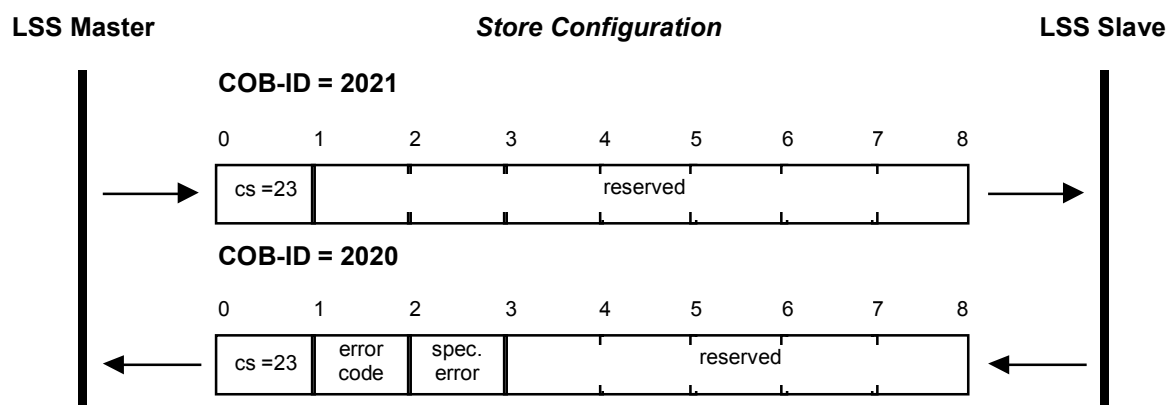 LSS Master Store Configuration LSS Slave
COB-ID = 2021
0 1 2 3 4 5 6 7 8
cs =23 reserved
COB-ID = 2020
0 1 2 3 4 5 6 7 8
cs =23 error code spec. error reserved